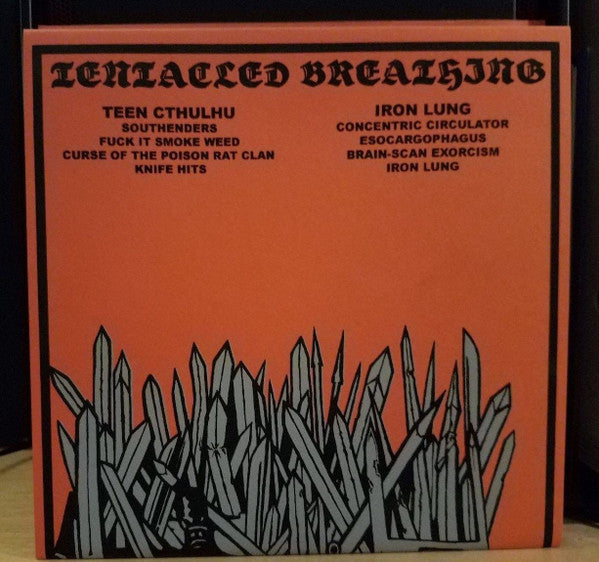 TENTACLED BREATHING
TEEN CTHULHU
SOUTHENDERS
FUCK IT SMOKE WEED
CURSE OF THE POISON RAT CLAN
KNIFE HITS
IRON LUNG
CONCENTRIC CIRCULATOR
ESOCARGOPHAGUS
BRAIN-SCAN EXORCISM
IRON LUNG